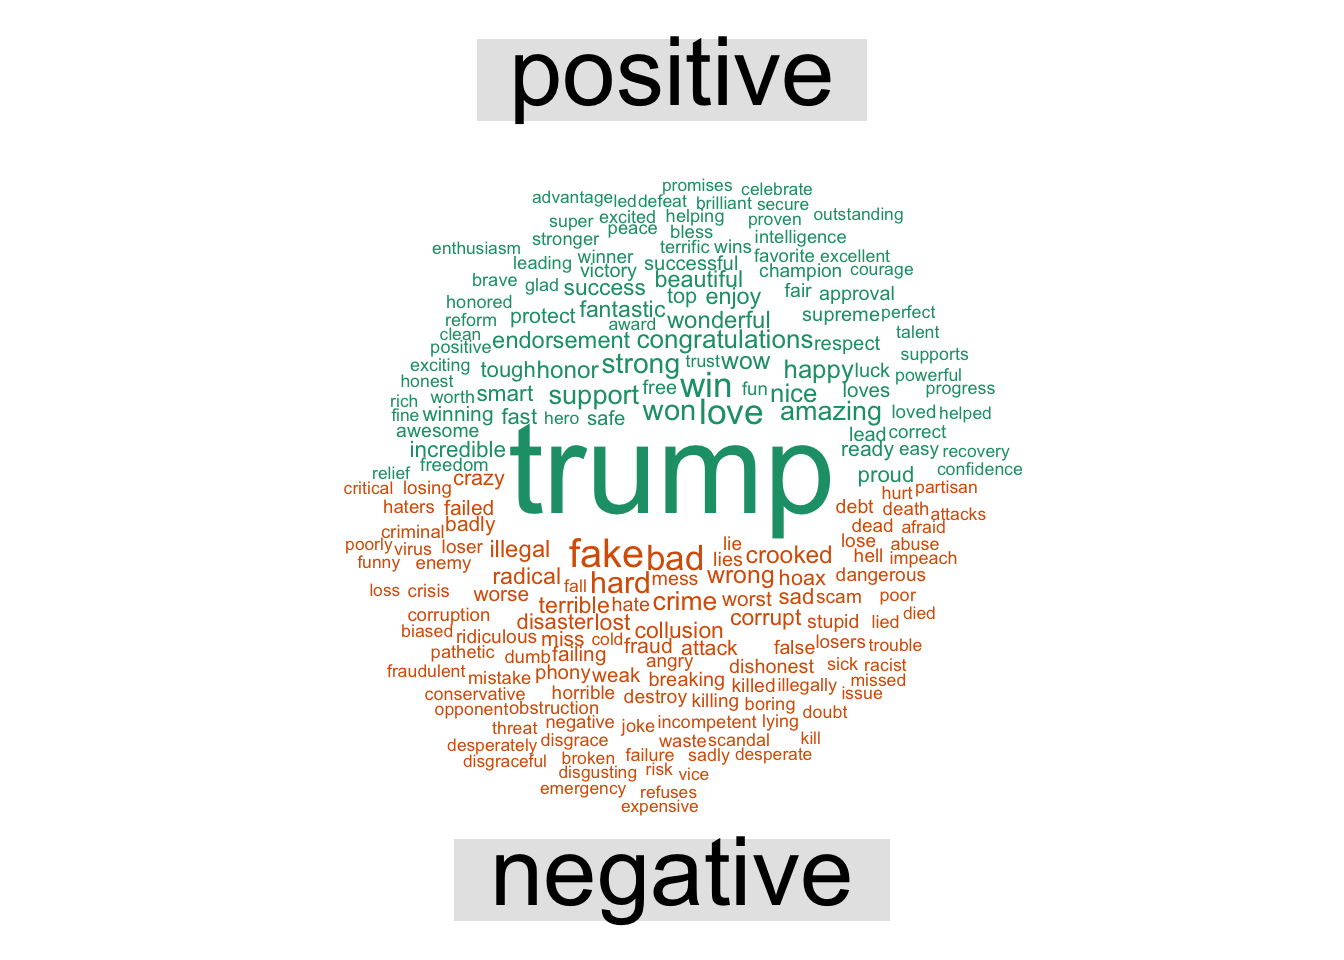 positive
promises celebrate
advantage led defeat brilliant secure
super excited helping proven outstanding
stronger peace bless intelligence
enthusiasm winner terrific wins favorite excellent
leading victory successful champion courage
brave glad success beautiful fair approval
honored fantastic top enjoy
reform protect award wonderful supreme perfect
clean endorsement congratulations respect talent
positive supports
exciting tough honor strong trust wow happy luck powerful
honest smart support free win fun nice loves progress
rich worth
fine winning fast hero safe won love amazing loved helped
awesome lead correct
incredible trump ready easy recovery
relief freedom proud confidence
critical losing crazy hurt partisan
haters failed debt death attacks
criminal badly dead afraid
poorly virus loser illegal fake bad lie lies crooked lose hell abuse
funny enemy impeach
radical fall hard mess wrong hoax dangerous
loss crisis worse terrible hate crime worst sad scam poor
corruption disaster lost corrupt stupid lied died
biased ridiculous miss cold collusion
pathetic dumb failing fraud attack false losers trouble
fraudulent mistake phony weak angry dishonest sick racist
conservative horrible breaking killed illegally missed
opponent obstruction destroy killing boring issue
threat negative joke incompetent lying doubt
desperately disgrace waste scandal kill
disgraceful broken failure sadly desperate
disgusting risk vice
emergency refuses
expensive
negative